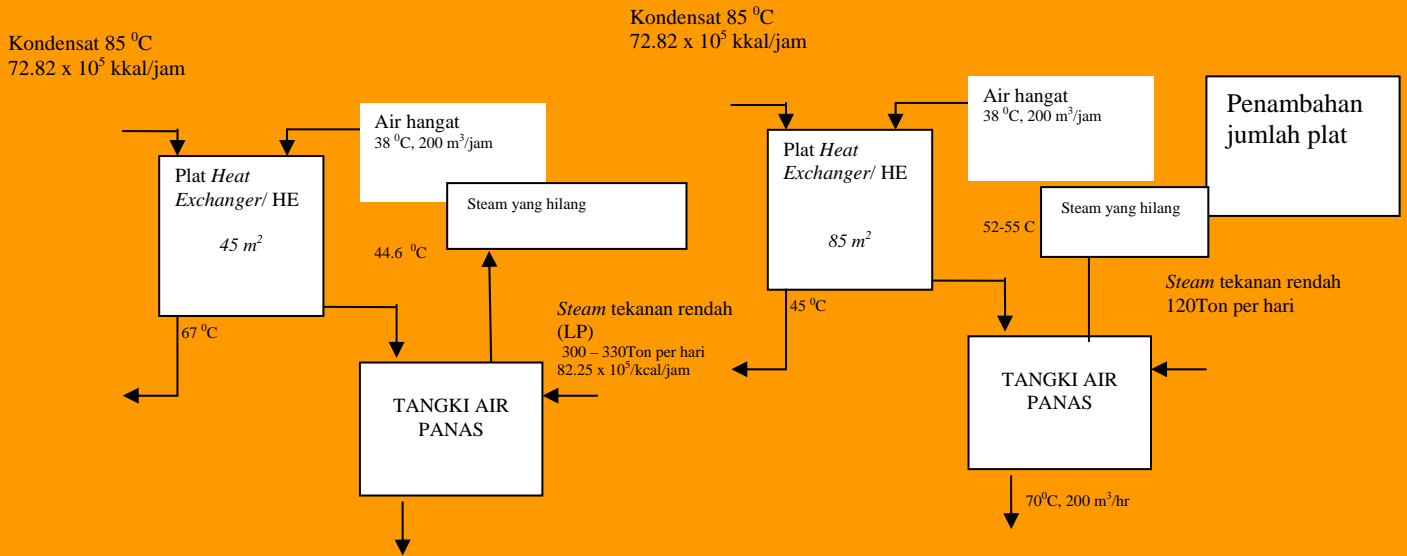 Kondensat 85 ⁰C
72.82 x 10⁵ kkal/jam
Air hangat
38 ⁰C, 200 m³/jam
Plat Heat
Exchanger/ HE
45 m²
Steam yang hilang
44.6 ⁰C
67 ⁰C
Steam tekanan rendah
(LP)
300 – 330Ton per hari
82.25 x 10⁵/kcal/jam
TANGKI AIR
PANAS
Kondensat 85 ⁰C
72.82 x 10⁵ kkal/jam
Air hangat
38 ⁰C, 200 m³/jam
Penambahan
jumlah plat
Plat Heat
Exchanger/ HE
85 m²
Steam yang hilang
52-55 C
45 ⁰C
Steam tekanan rendah
120Ton per hari
TANGKI AIR
PANAS
70⁰C, 200 m³/hr